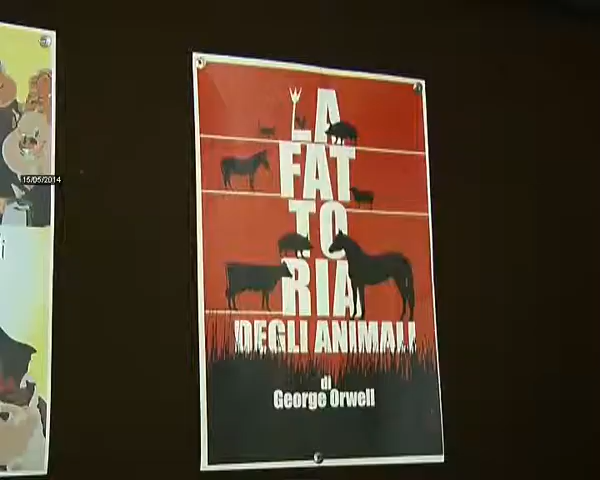 15/05/2014
LA
FAT
TO
RIA
DEGLI ANIMALI
di
George Orwell